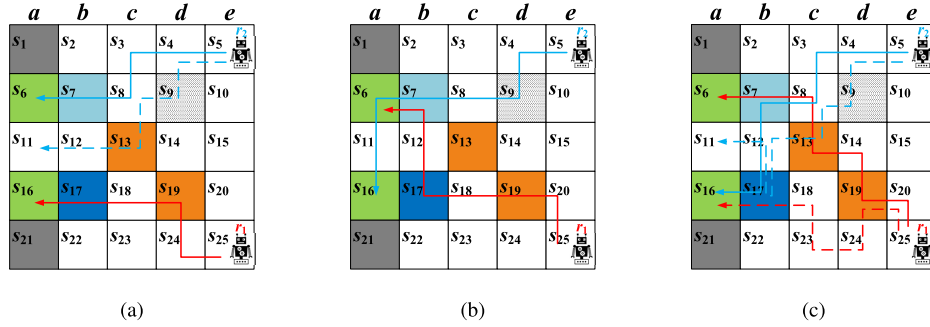 a b c d e
s1 s2 s3 s4 s5 r2
s6 s7 s8 s9 s10
s11 s12 s13 s14 s15
s16 s17 s18 s19 s20
s21 s22 s23 s24 s25 r1
(a)
a b c d e
s1 s2 s3 s4 s5 r2
s6 s7 s8 s9 s10
s11 s12 s13 s14 s15
s16 s17 s18 s19 s20
s21 s22 s23 s24 s25 r1
(b)
a b c d e
s1 s2 s3 s4 s5 r2
s6 s7 s8 s9 s10
s11 s12 s13 s14 s15
s16 s17 s18 s19 s20
s21 s22 s23 s24 s25 r1
(c)